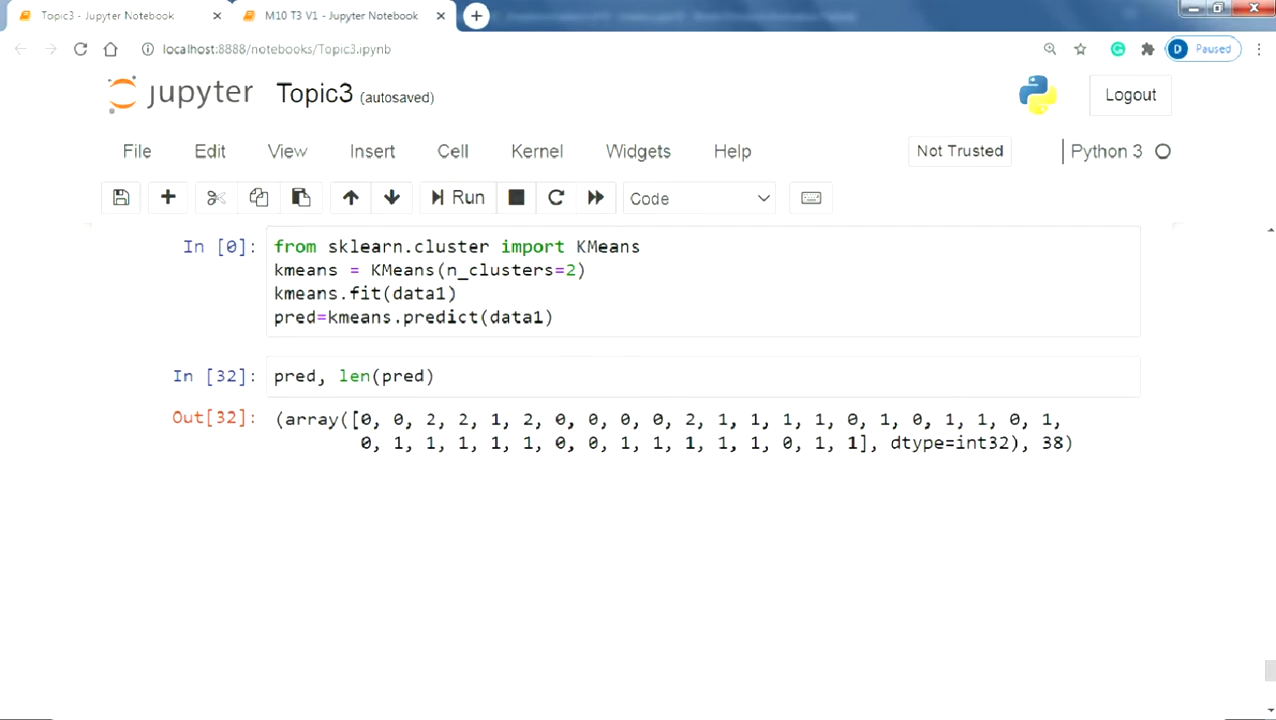 Topic3 - Jupyter Notebook
M10 T3 V1 - Jupyter Notebook
localhost:8888/notebooks/Topic3.ipynb
D Paused
jupyter Topic3 (autosaved)
Logout
File Edit View Insert Cell Kernel Widgets Help
Not Trusted
Python 3
Run
Code
In [0]: from sklearn.cluster import KMeans
kmeans = KMeans(n_clusters=2)
kmeans.fit(data1)
pred=kmeans.predict(data1)
In [32]: pred, len(pred)
Out[32]: (array([0, 0, 2, 2, 1, 2, 0, 0, 0, 0, 2, 1, 1, 1, 1, 0, 1, 0, 1, 1, 0, 1,
0, 1, 1, 1, 1, 1, 0, 0, 1, 1, 1, 1, 1, 0, 1, 1], dtype=int32), 38)